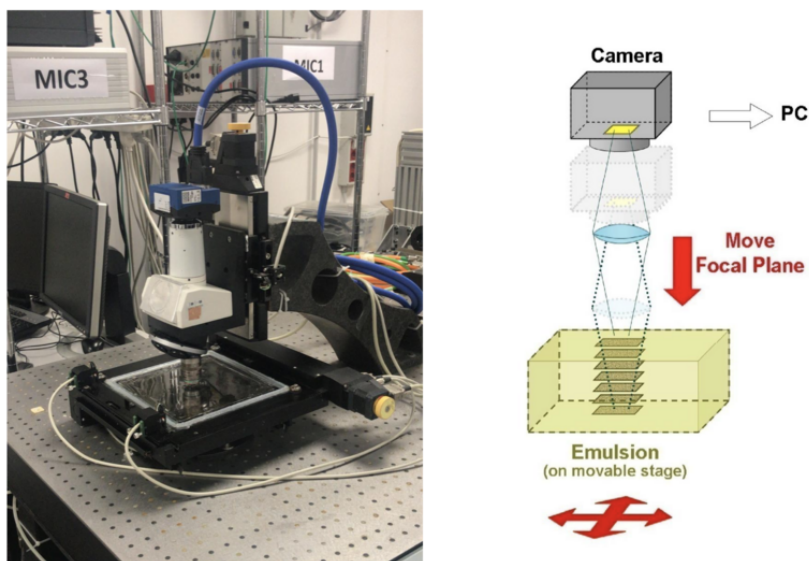 MIC3
MIC1
Camera
PC
Move
Focal Plane
Emulsion
(on movable stage)